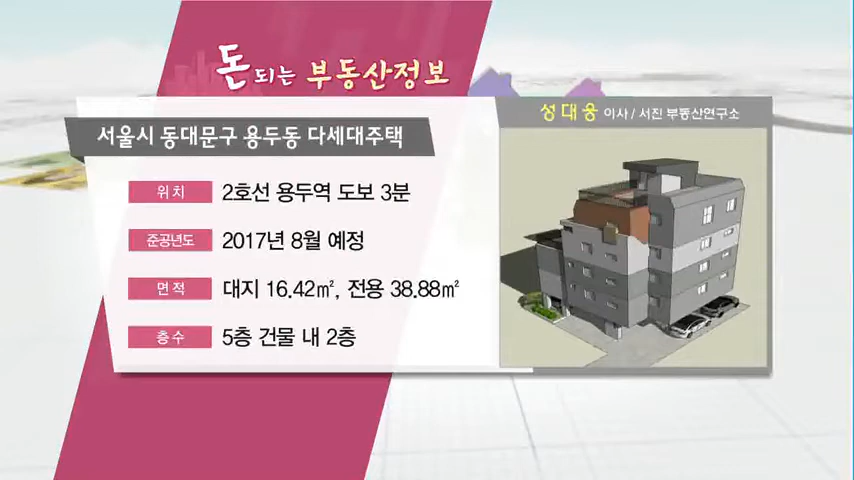 돈되는 부동산정보
성대웅 이사 / 서진 부동산연구소
서울시 동대문구 용두동 다세대주택
위치 2호선 용두역 도보 3분
준공년도 2017년 8월 예정
면적 대지 16.42㎡, 전용 38.88㎡
층수 5층 건물 내 2층